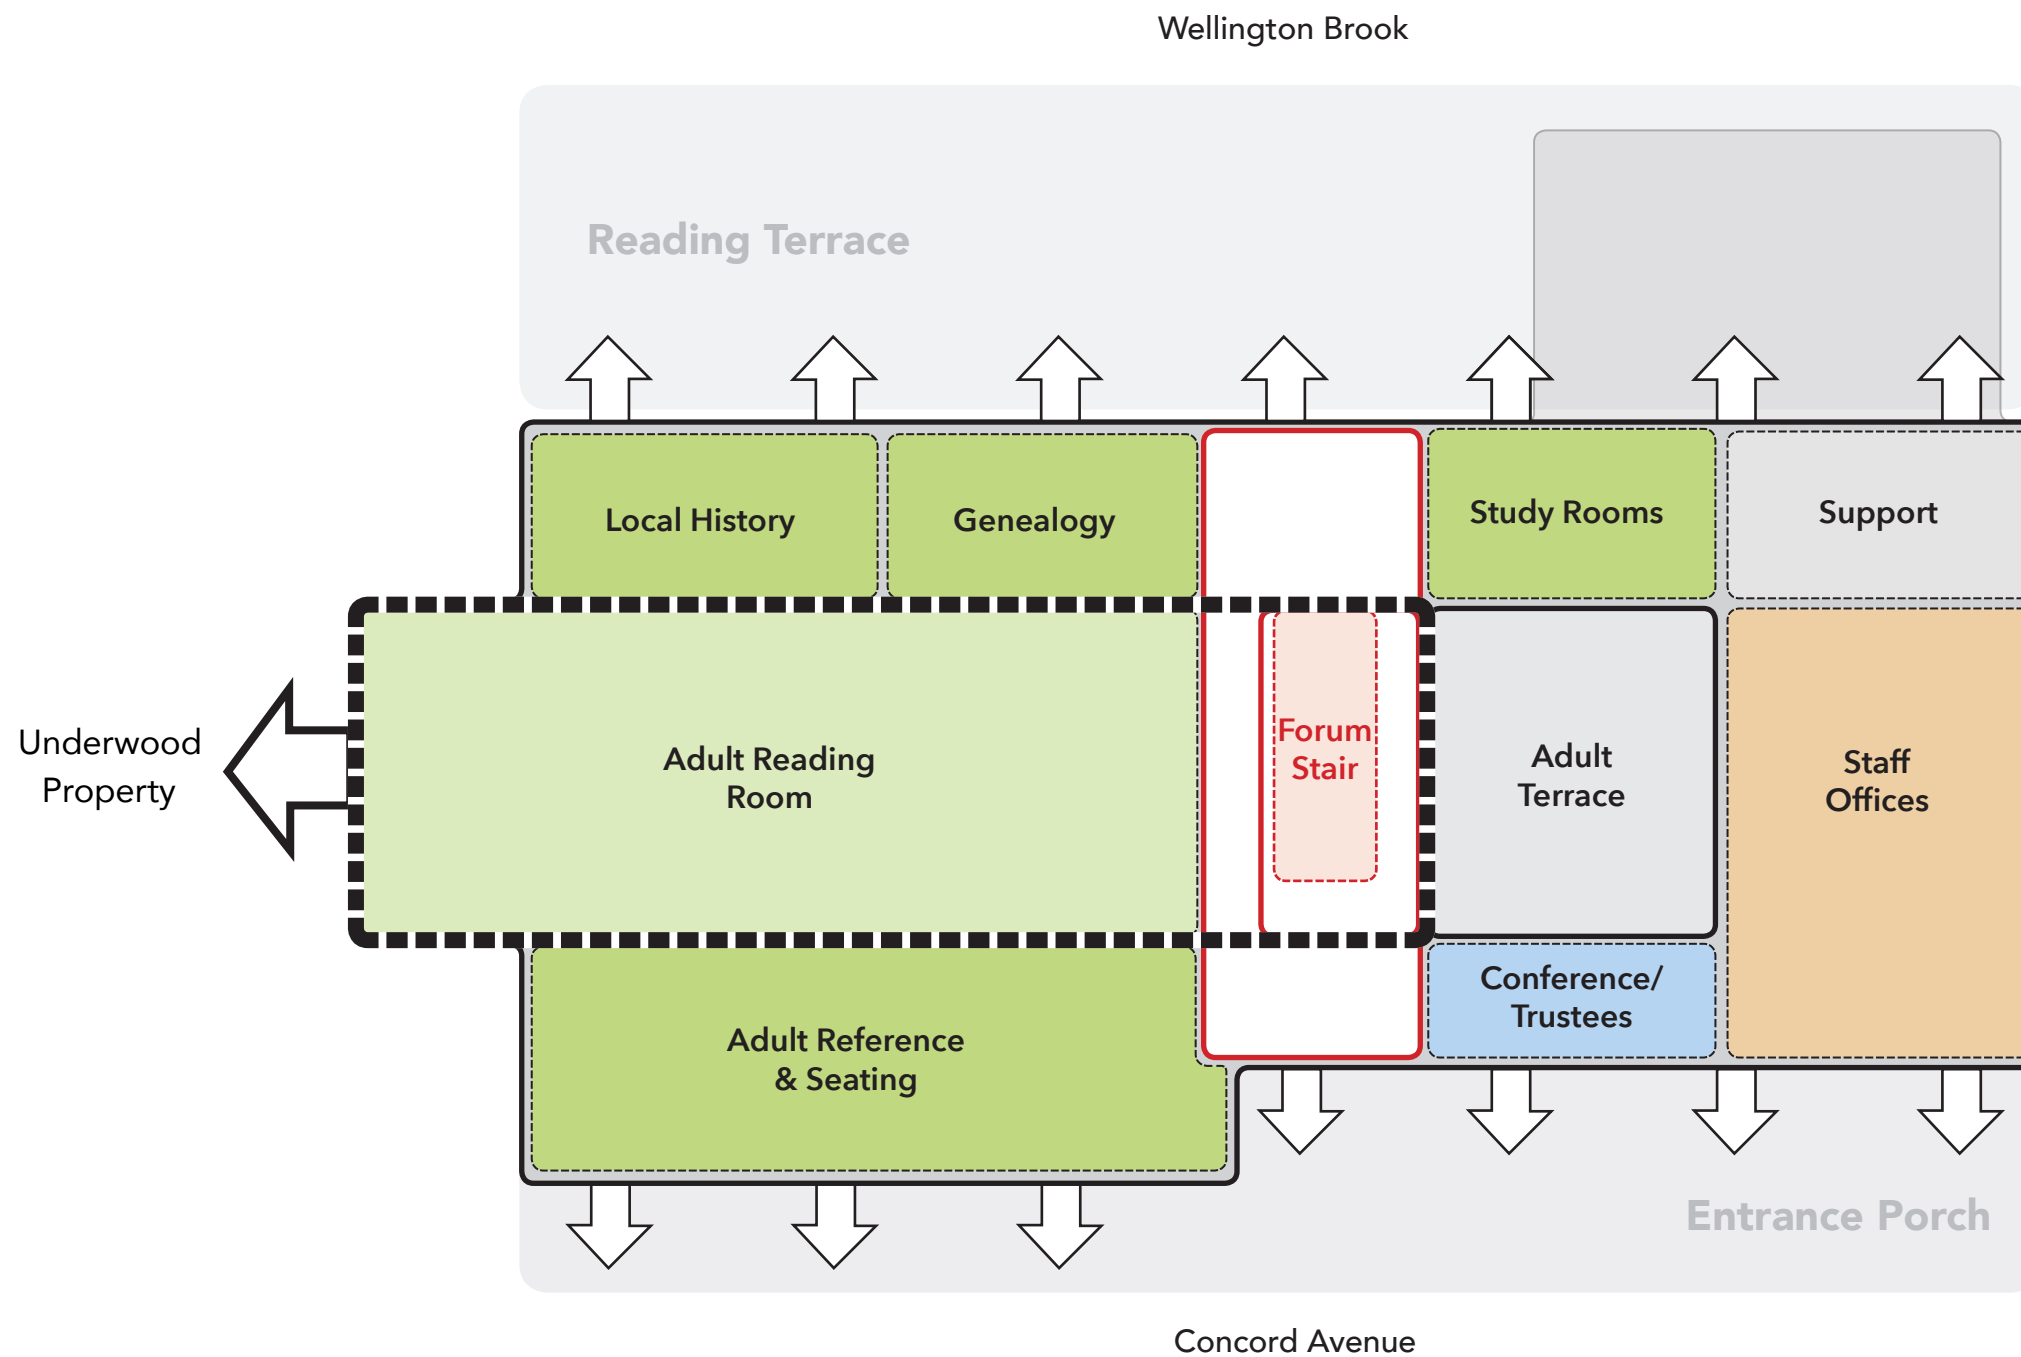 Wellington Brook
Reading Terrace
Local History
Genealogy
Study Rooms
Support
Underwood
Property
Adult Reading
Room
Forum
Stair
Adult
Terrace
Staff
Offices
Conference/
Trustees
Adult Reference
& Seating
Entrance Porch
Concord Avenue